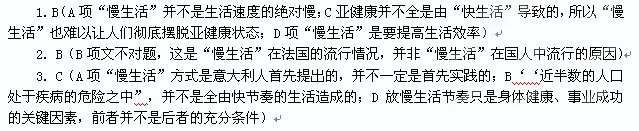 1.B(A 项“慢生活”并不是生活速度的绝对慢;C 亚健康并不全是由“快生活”导致的,所以“慢
生活”也难以让人们彻底摆脱亚健康状态; D 项“慢生活”是要提高生活效率)
2. B (B 项文不对题, 这是“慢生活”在法国的流行情况, 并非“慢生活”在国人中流行的原因)
3. C (A 项“慢生活”方式是意大利人首先提出的, 并不一定是首先实践的; B‘‘近半数的人口
处于疾病的危险之中”, 并不是全由快节奏的生活造成的; D 放慢生活节奏只是身体健康、事业成功
的关键因素, 前者并不是后者的充分条件)